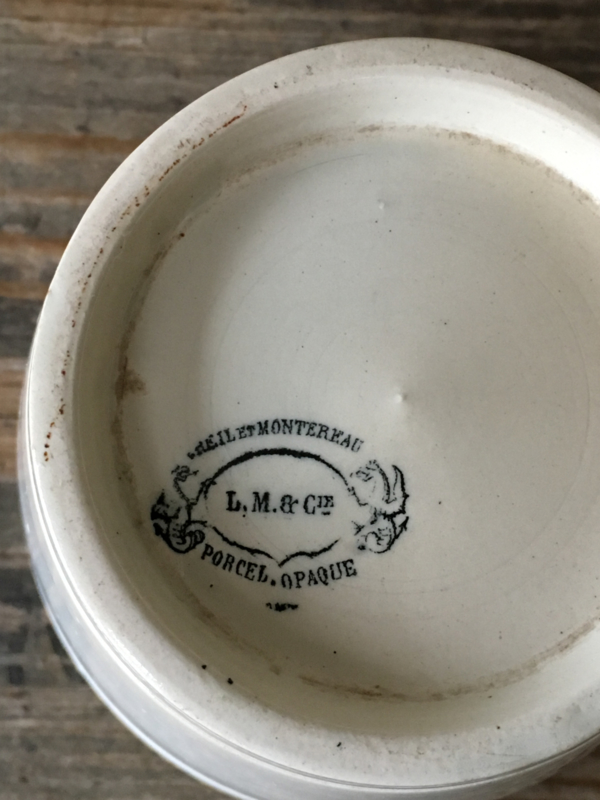 CREIL ET MONTEREAU
L.M.& CIE
PORCEL.OPAQUE